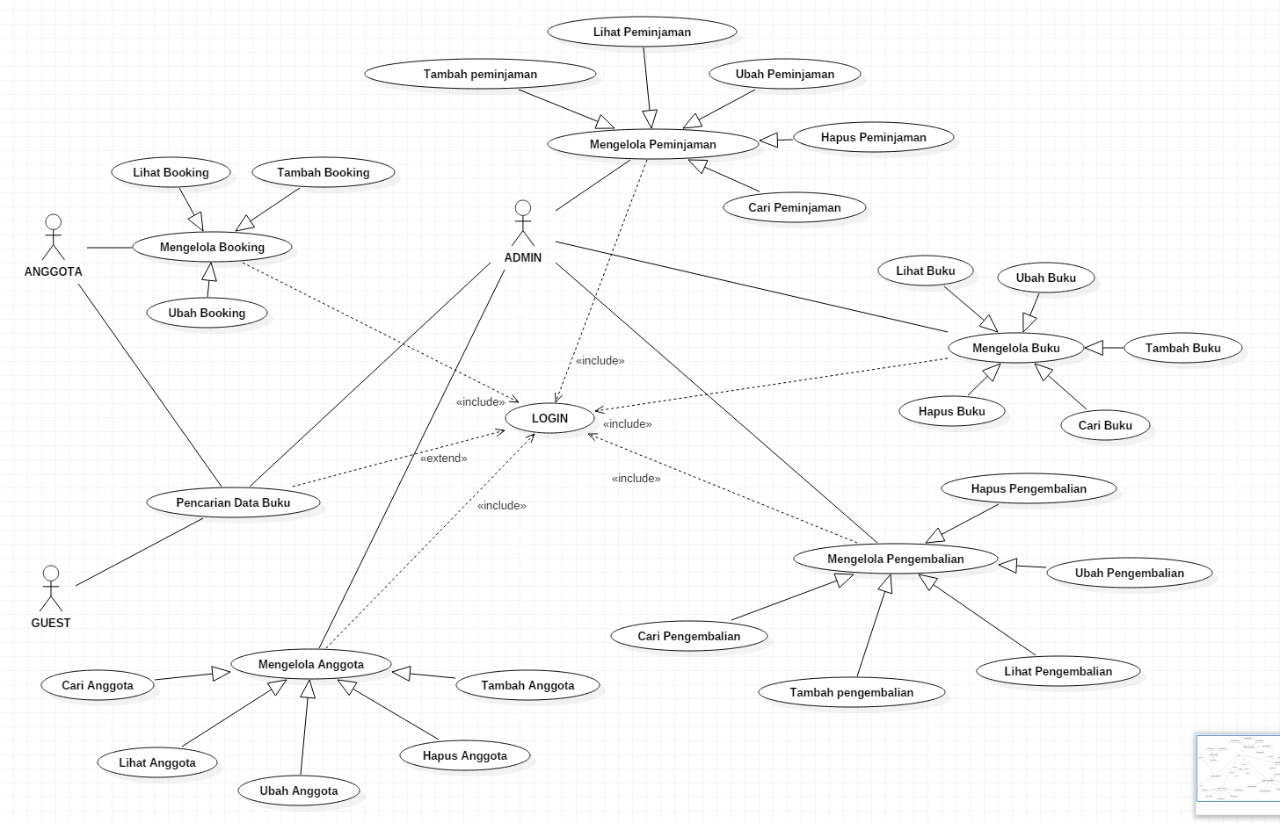 Lihat Peminjaman
Tambah peminjaman
Ubah Peminjaman
Hapus Peminjaman
Mengelola Peminjaman
Cari Peminjaman
Lihat Booking
Tambah Booking
Mengelola Booking
Ubah Booking
ANGGOTA
ADMIN
Lihat Buku
Ubah Buku
Mengelola Buku
Tambah Buku
Hapus Buku
Cari Buku
«include»
«include»
LOGIN
«include»
«extend»
«include»
«include»
Pencarian Data Buku
Hapus Pengembalian
Mengelola Pengembalian
Ubah Pengembalian
GUEST
Cari Pengembalian
Lihat Pengembalian
Tambah pengembalian
Mengelola Anggota
Cari Anggota
Tambah Anggota
Lihat Anggota
Hapus Anggota
Ubah Anggota